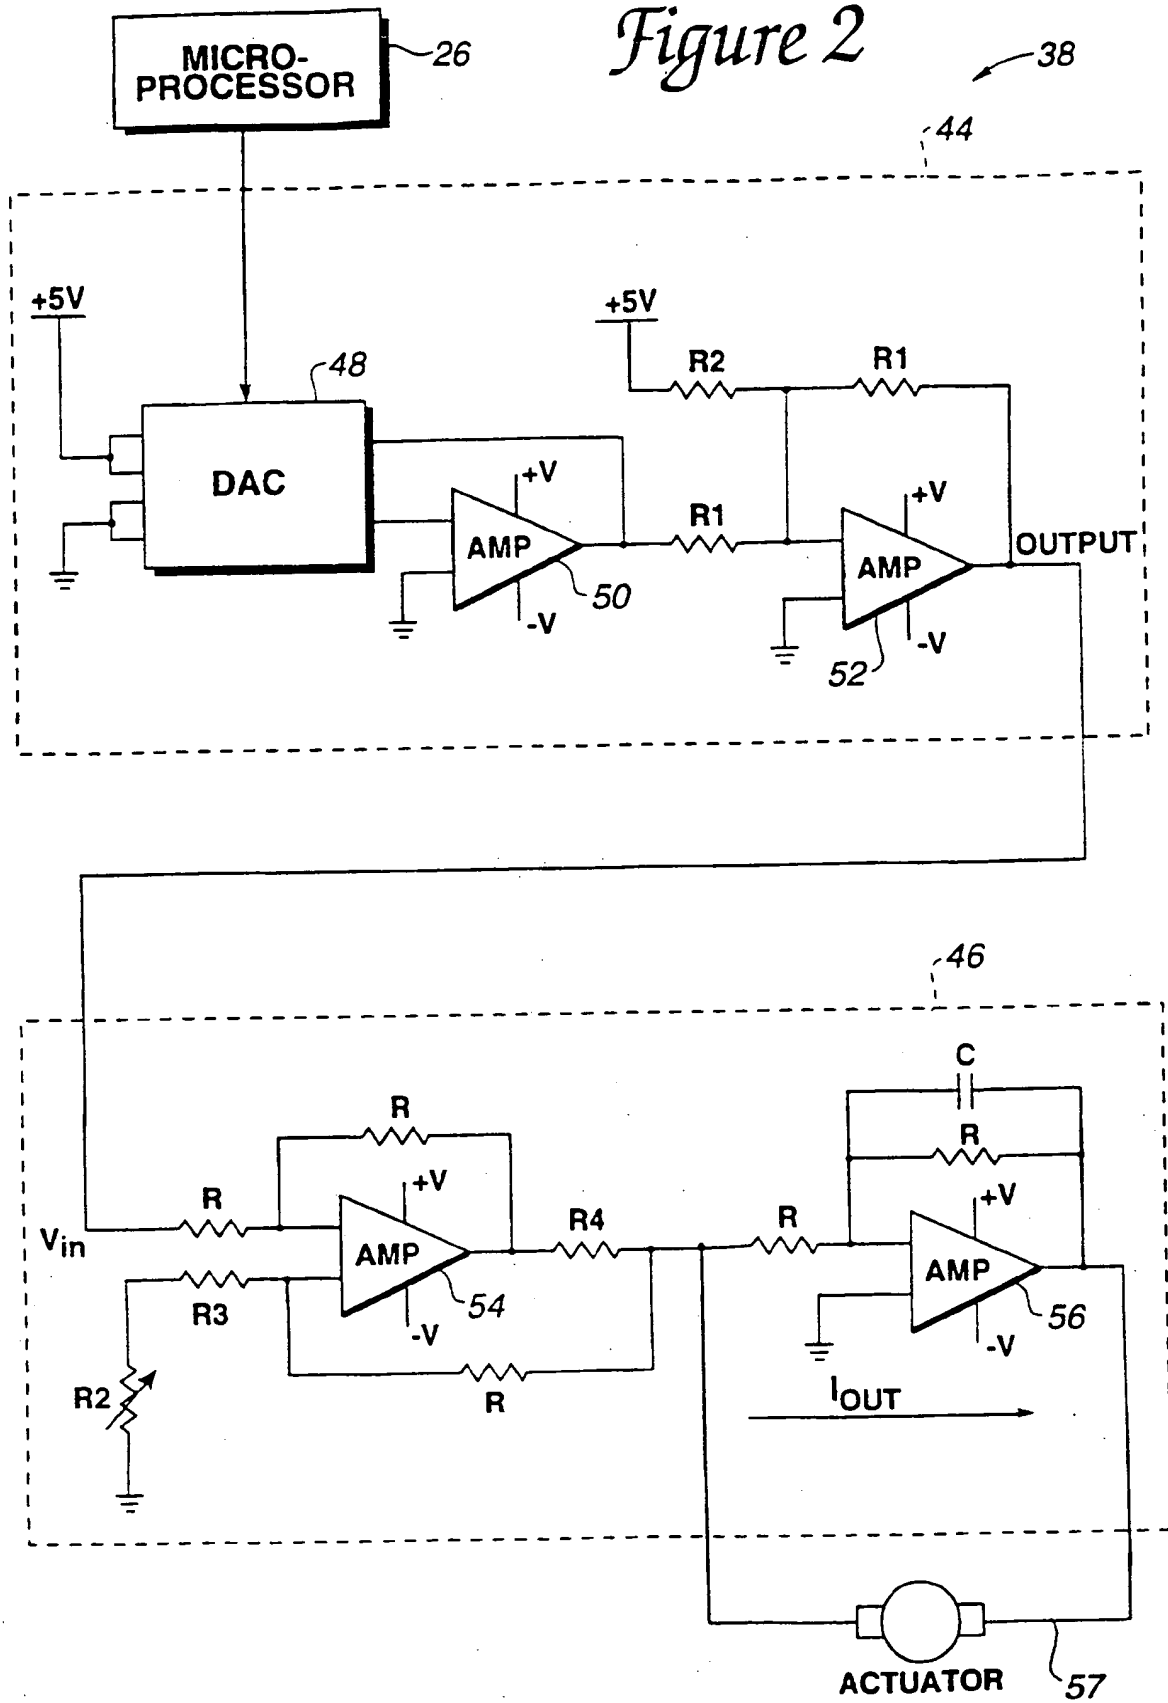 Figure 2
MICRO-
PROCESSOR
26
38
44
+5V
+5V
R2
R1
48
DAC
+V
AMP
50
-V
R1
+V
AMP
52
-V
OUTPUT
46
C
R
R
+V
R
Vin
AMP
54
-V
R3
R4
R
R2
R
+V
AMP
56
-V
IOUT
ACTUATOR
57